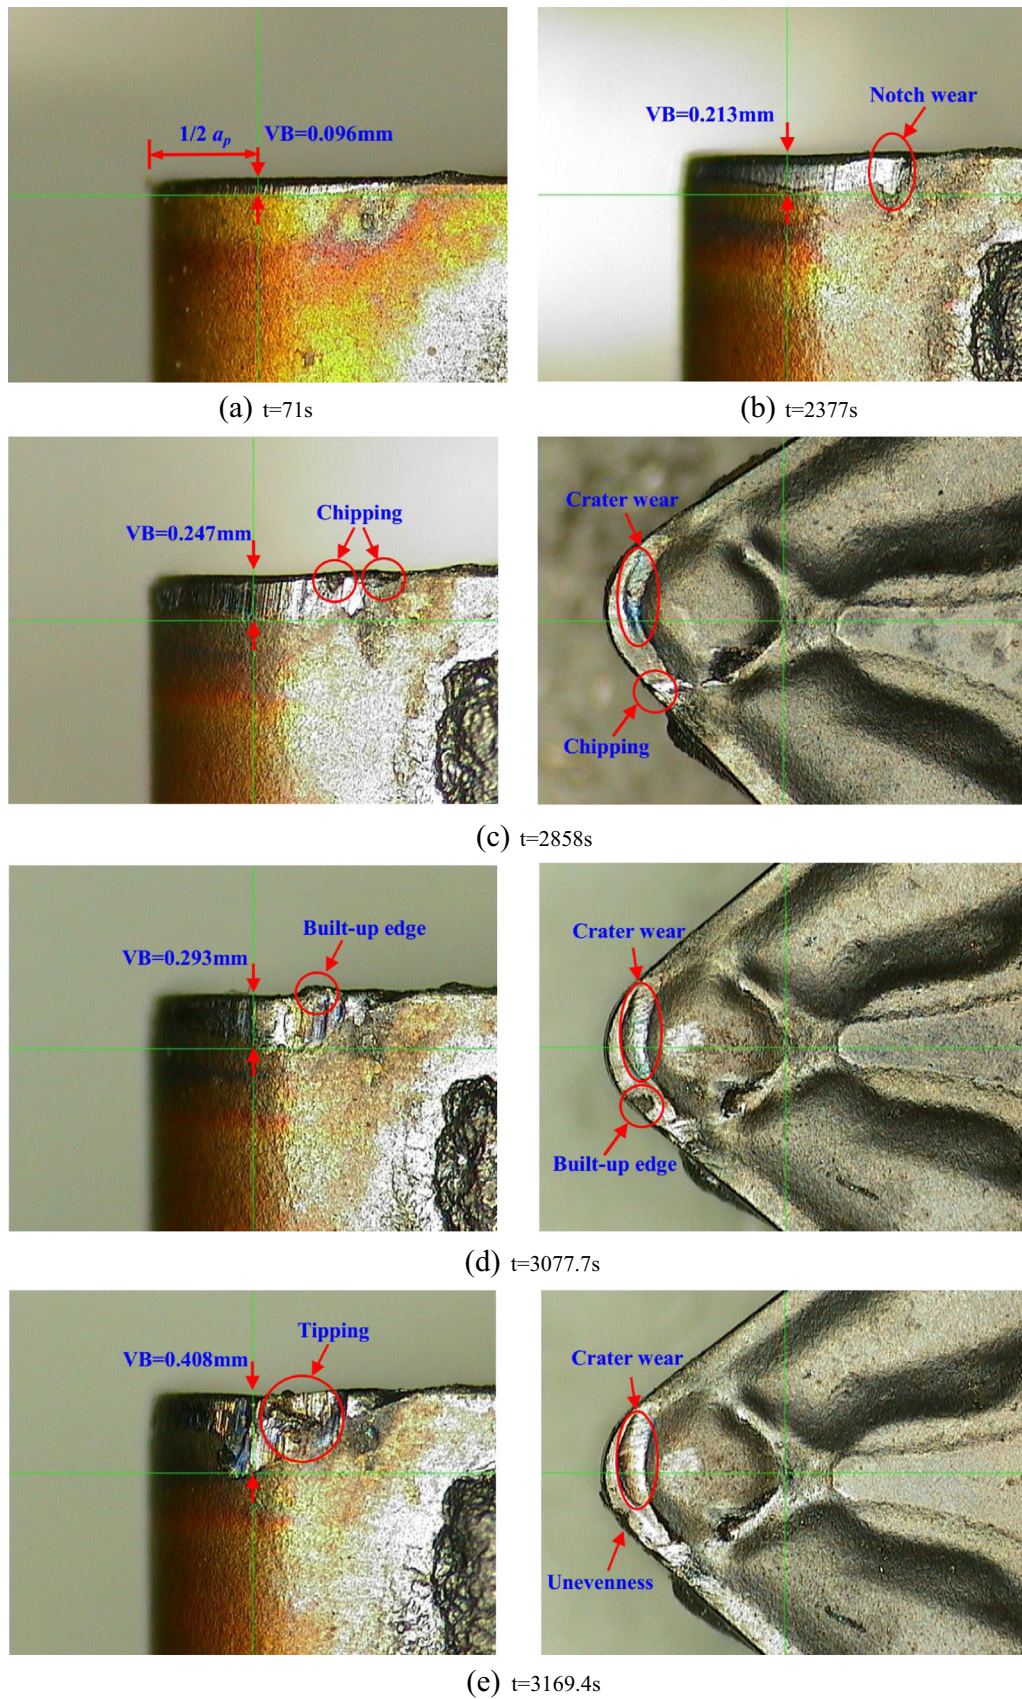 1/2 ap
VB=0.096mm
VB=0.213mm
Notch wear
(a) t=71s
(b) t=2377s
VB=0.247mm
Chipping
Crater wear
Chipping
(c) t=2858s
VB=0.293mm
Built-up edge
Crater wear
Built-up edge
(d) t=3077.7s
VB=0.408mm
Tipping
Crater wear
Unevenness
(e) t=3169.4s